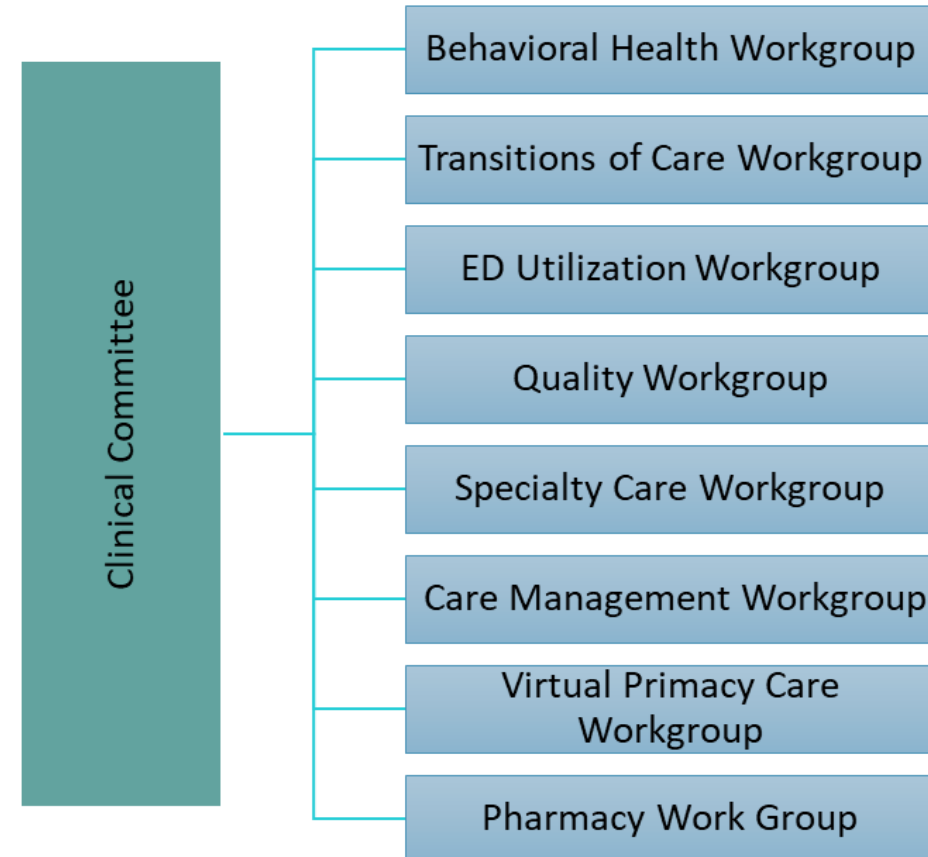 Clinical Committee
Behavioral Health Workgroup
Transitions of Care Workgroup
ED Utilization Workgroup
Quality Workgroup
Specialty Care Workgroup
Care Management Workgroup
Virtual Primacy Care
Workgroup
Pharmacy Work Group